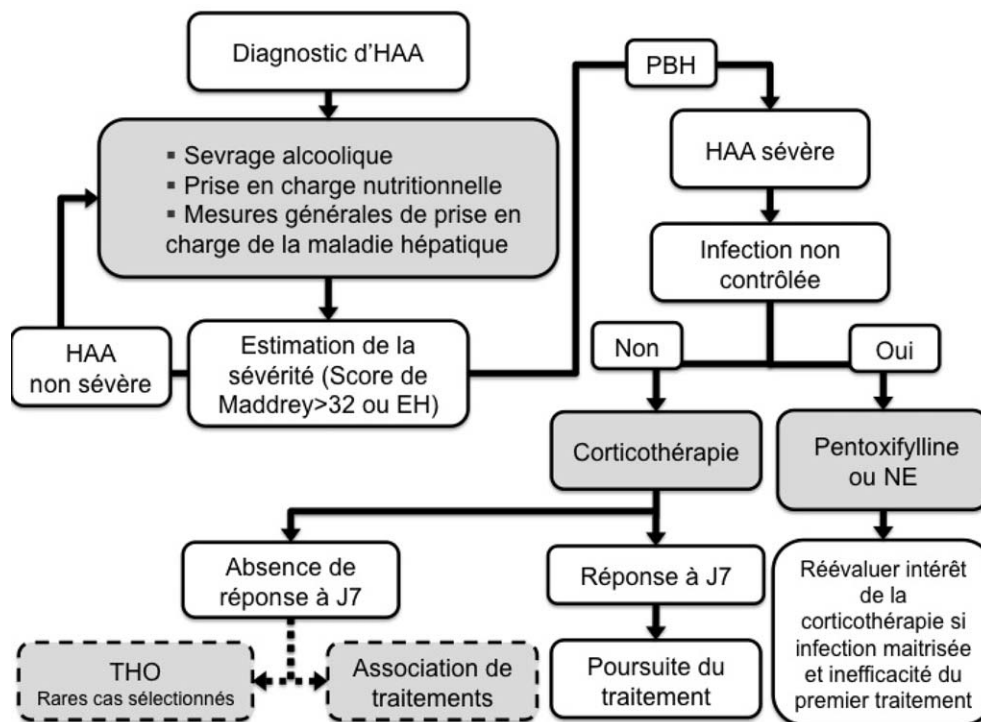 Diagnostic d'HAA
▪ Sevrage alcoolique
▪ Prise en charge nutritionnelle
▪ Mesures générales de prise en
charge de la maladie hépatique
HAA
non sévère
Estimation de la
sévérité (Score de
Maddrey>32 ou EH)
PBH
HAA sévère
Infection non
contrôlée
Non
Oui
Corticothérapie
Pentoxifylline
ou NE
Absence de
réponse à J7
Réponse à J7
Réévaluer intérêt
de la
corticothérapie si
infection maitrisée
et inefficacité du
premier traitement
THO
Rares cas sélectionnés
Association de
traitements
Poursuite du
traitement